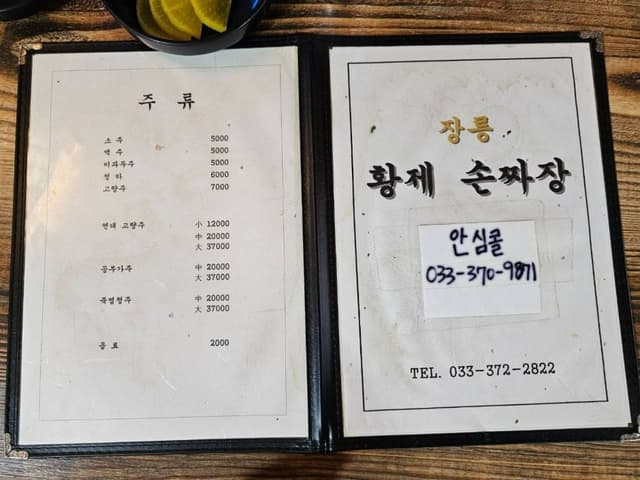 주 류
소 주 5000
맥 주 5000
이과두주 5000
청 하 6000
고량주 7000
연태 고량주 小 12000
中 20000
大 37000
공부가주 中 20000
大 37000
죽엽청주 中 20000
大 37000
음 료 2000
장릉
황제 손짜장
안심콜
033-370-9871
TEL. 033-372-2822